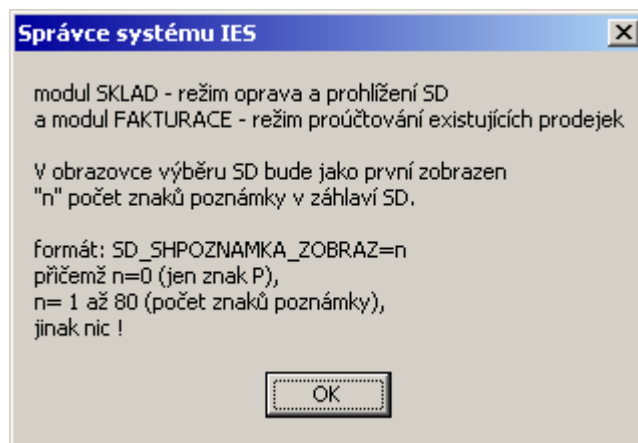 Správce systému IES
modul SKLAD - režim oprava a prohlížení SD
a modul FAKTURACE - režim proúčtování existujících prodejek
V obrazovce výběru SD bude jako první zobrazen
"n" počet znaků poznámky v záhlaví SD.
formát: SD_SHPOZNAMKA_ZOBRAZ=n
přičemž n=0 (jen znak P),
n= 1 až 80 (počet znaků poznámky),
jinak nic !
OK